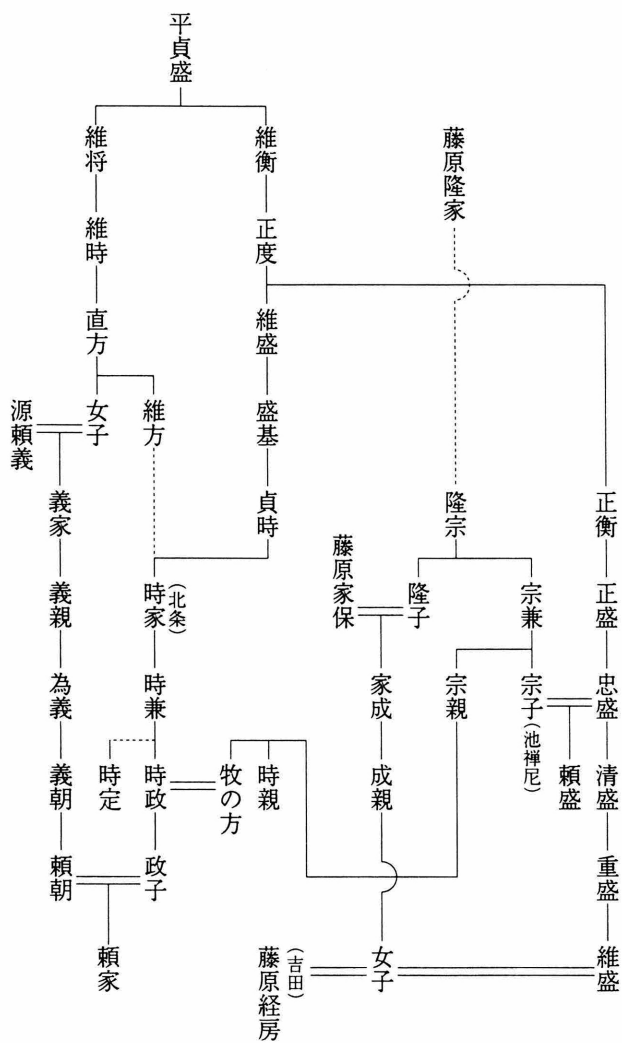 藤原隆家
隆宗
宗兼
隆子
藤原家保
宗子（池禅尼）
宗親
家成
成親
女子
藤原経房
（吉田）
時親
牧の方
平貞盛
維衡
正度
正衡
正盛
忠盛
清盛
重盛
維盛
頼盛
維盛
盛基
貞時
維将
維時
直方
維方
女子
源頼義
時家
（北条）
時兼
時政
時定
政子
義家
義親
為義
義朝
頼朝
頼家